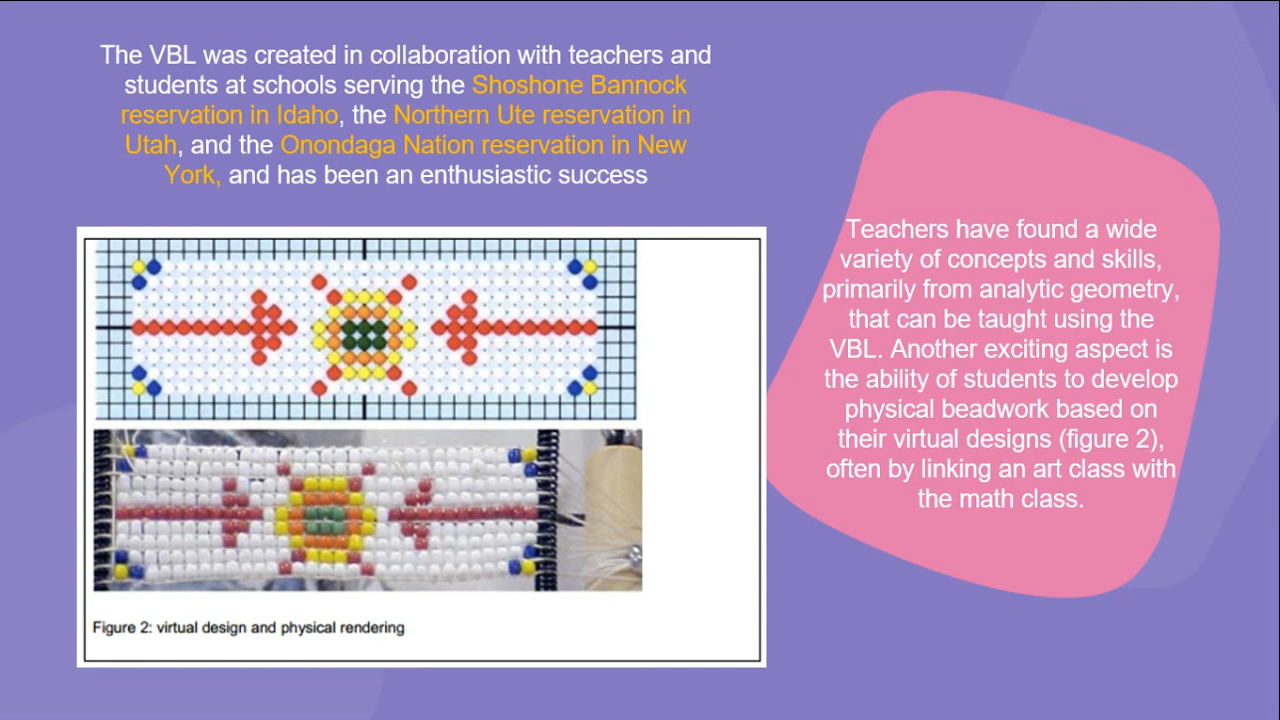 The VBL was created in collaboration with teachers and
students at schools serving the Shoshone Bannock
reservation in Idaho, the Northern Ute reservation in
Utah, and the Onondaga Nation reservation in New
York, and has been an enthusiastic success
Teachers have found a wide
variety of concepts and skills,
primarily from analytic geometry,
that can be taught using the
VBL. Another exciting aspect is
the ability of students to develop
physical beadwork based on
their virtual designs (figure 2),
often by linking an art class with
the math class.
Figure 2: virtual design and physical rendering